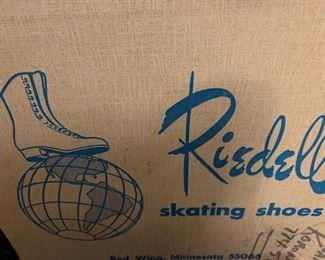 Riedell
skating shoes
Red Wing, Minnesota 55066